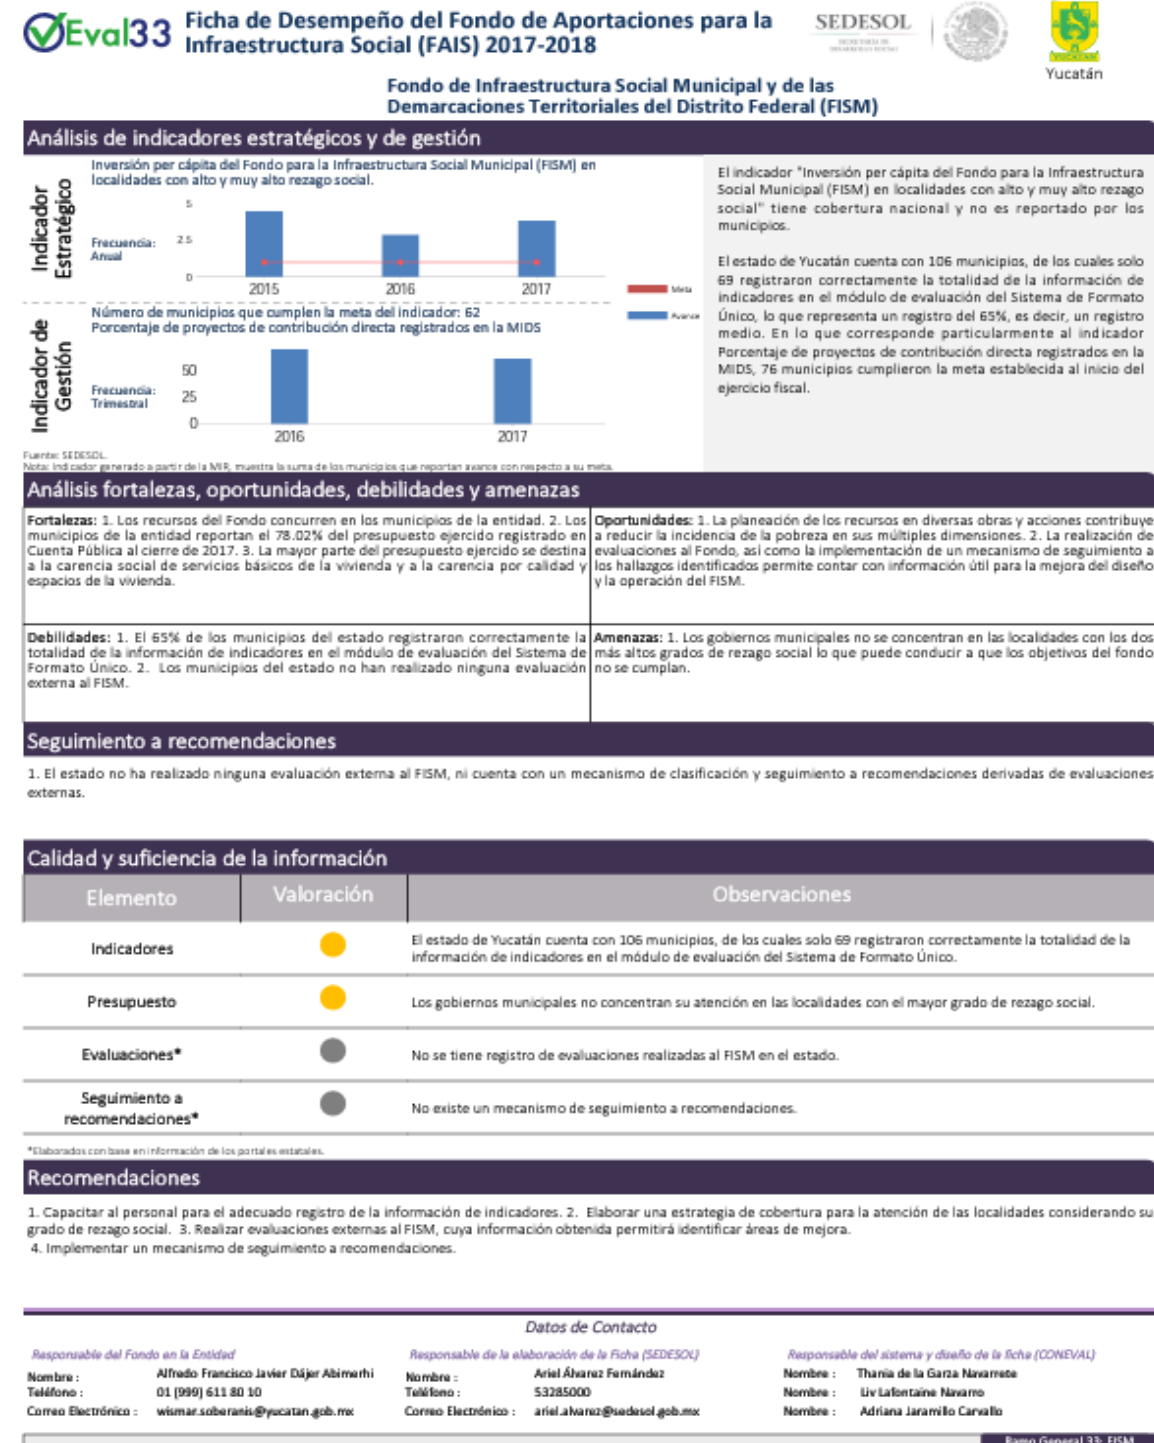 Eval33
Ficha de Desempeño del Fondo de Aportaciones para la
Infraestructura Social (FAIS) 2017-2018
SEDESOL
SECRETARÍA DE
DESARROLLO SOCIAL
YUCATÁN
Yucatán
Fondo de Infraestructura Social Municipal y de las
Demarcaciones Territoriales del Distrito Federal (FISM)
Análisis de indicadores estratégicos y de gestión
Indicador
Estratégico
Inversión per cápita del Fondo para la Infraestructura Social Municipal (FISM) en
localidades con alto y muy alto rezago social.
Frecuencia:
Anual
5
2.5
0
2015
2016
2017
Meta
Avance
Indicador de
Gestión
Número de municipios que cumplen la meta del indicador: 62
Porcentaje de proyectos de contribución directa registrados en la MIDS
Frecuencia:
Trimestral
50
25
0
2016
2017
El indicador "Inversión per cápita del Fondo para la Infraestructura
Social Municipal (FISM) en localidades con alto y muy alto rezago
social" tiene cobertura nacional y no es reportado por los
municipios.
El estado de Yucatán cuenta con 106 municipios, de los cuales solo
69 registraron correctamente la totalidad de la información de
indicadores en el módulo de evaluación del Sistema de Formato
Único, lo que representa un registro del 65%, es decir, un registro
medio. En lo que corresponde particularmente al indicador
Porcentaje de proyectos de contribución directa registrados en la
MIDS, 76 municipios cumplieron la meta establecida al inicio del
ejercicio fiscal.
Fuente: SEDESOL.
Nota: Indicador generado a partir de la MIR, muestra la suma de los municipios que reportan avance con respecto a su meta.
Análisis fortalezas, oportunidades, debilidades y amenazas
Fortalezas: 1. Los recursos del Fondo concurren en los municipios de la entidad. 2. Los
municipios de la entidad reportan el 78.02% del presupuesto ejercido registrado en
Cuenta Pública al cierre de 2017. 3. La mayor parte del presupuesto ejercido se destina
a la carencia social de servicios básicos de la vivienda y a la carencia por calidad y
espacios de la vivienda.
Oportunidades: 1. La planeación de los recursos en diversas obras y acciones contribuye
a reducir la incidencia de la pobreza en sus múltiples dimensiones. 2. La realización de
evaluaciones al Fondo, así como la implementación de un mecanismo de seguimiento a
los hallazgos identificados permite contar con información útil para la mejora del diseño
y la operación del FISM.
Debilidades: 1. El 65% de los municipios del estado registraron correctamente la
totalidad de la información de indicadores en el módulo de evaluación del Sistema de
Formato Único. 2. Los municipios del estado no han realizado ninguna evaluación
externa al FISM.
Amenazas: 1. Los gobiernos municipales no se concentran en las localidades con los dos
más altos grados de rezago social lo que puede conducir a que los objetivos del fondo
no se cumplan.
Seguimiento a recomendaciones
1. El estado no ha realizado ninguna evaluación externa al FISM, ni cuenta con un mecanismo de clasificación y seguimiento a recomendaciones derivadas de evaluaciones
externas.
Calidad y suficiencia de la información
Elemento
Valoración
Observaciones
Indicadores
El estado de Yucatán cuenta con 106 municipios, de los cuales solo 69 registraron correctamente la totalidad de la
información de indicadores en el módulo de evaluación del Sistema de Formato Único.
Presupuesto
Los gobiernos municipales no concentran su atención en las localidades con el mayor grado de rezago social.
Evaluaciones*
No se tiene registro de evaluaciones realizadas al FISM en el estado.
Seguimiento a
recomendaciones*
No existe un mecanismo de seguimiento a recomendaciones.
*Elaborados con base en información de los portales estatales.
Recomendaciones
1. Capacitar al personal para el adecuado registro de la información de indicadores. 2. Elaborar una estrategia de cobertura para la atención de las localidades considerando su
grado de rezago social. 3. Realizar evaluaciones externas al FISM, cuya información obtenida permitirá identificar áreas de mejora.
4. Implementar un mecanismo de seguimiento a recomendaciones.
Datos de Contacto
Responsable del Fondo en la Entidad
Nombre : Alfredo Francisco Javier Dájer Abimerhi
Teléfono : 01 (999) 611 80 10
Correo Electrónico : wismar.soberanis@yucatan.gob.mx
Responsable de la elaboración de la Ficha (SEDESOL)
Nombre : Ariel Álvarez Fernández
Teléfono : 53285000
Correo Electrónico : ariel.alvarez@sedesol.gob.mx
Responsable del sistema y diseño de la ficha (CONEVAL)
Nombre : Thania de la Garza Navarrete
Nombre : Liv Lafontaine Navarro
Nombre : Adriana Jaramillo Carvallo
Ramo General 33: FISM